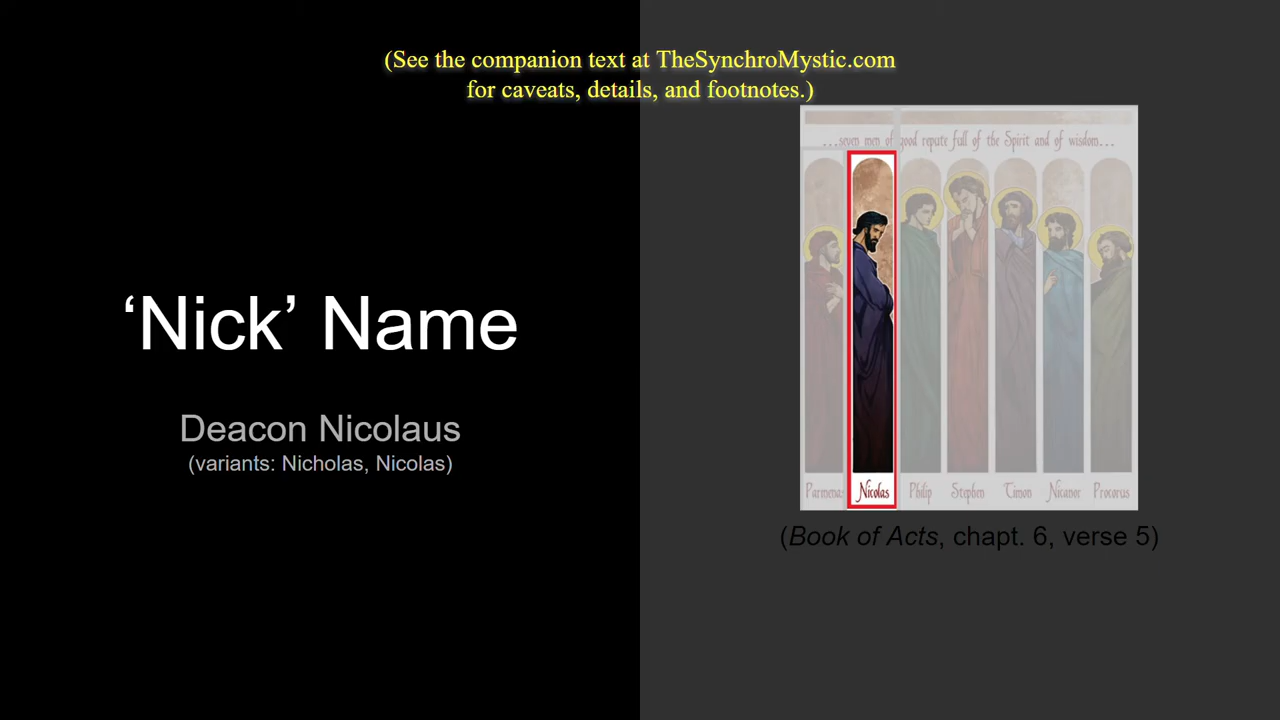 (See the companion text at TheSynchroMystic.com
for caveats, details, and footnotes.)
‘Nick’ Name
Deacon Nicolaus
(variants: Nicholas, Nicolas)
...seven men of good repute full of the Spirit and of wisdom...
Parmenas Nicolas Philip Stephen Timon Nicanor Procorus
(Book of Acts, chapt. 6, verse 5)